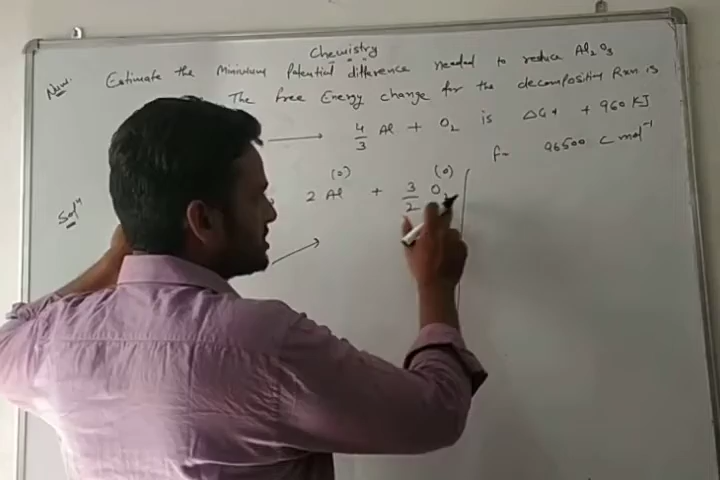 Chemistry
Num. Estimate the Minimum Potential difference needed to reduce Al2O3
The Free Energy change for the decomposition Rxn is
→ 4/3 Al + O2 is ΔG + 960 KJ
F = 96500 C mol⁻¹
(0) (0)
Solⁿ 2 Al + 3/2 O2